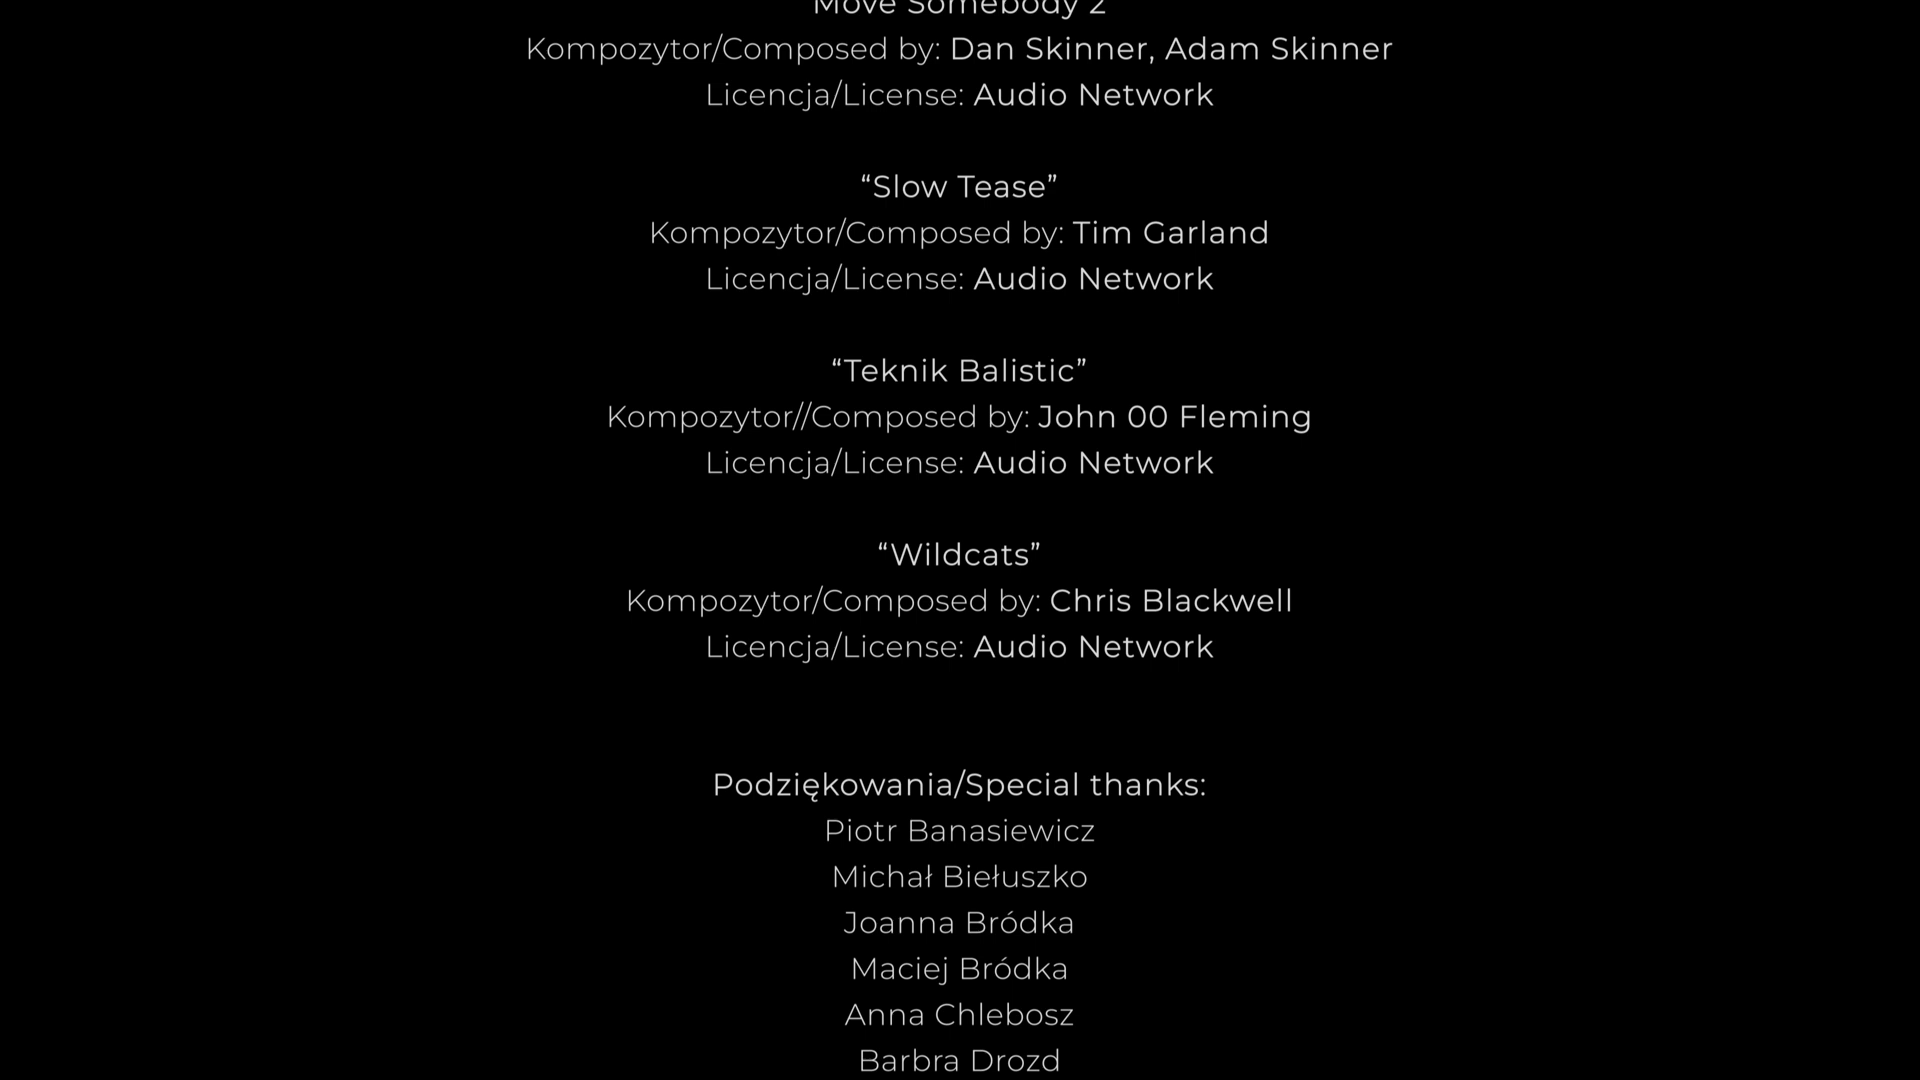 Move Somebody 2
Kompozytor/Composed by: Dan Skinner, Adam Skinner
Licencja/License: Audio Network
“Slow Tease”
Kompozytor/Composed by: Tim Garland
Licencja/License: Audio Network
“Teknik Balistic”
Kompozytor//Composed by: John 00 Fleming
Licencja/License: Audio Network
“Wildcats”
Kompozytor/Composed by: Chris Blackwell
Licencja/License: Audio Network
Podziękowania/Special thanks:
Piotr Banasiewicz
Michał Biełuszko
Joanna Bródka
Maciej Bródka
Anna Chlebosz
Barbra Drozd